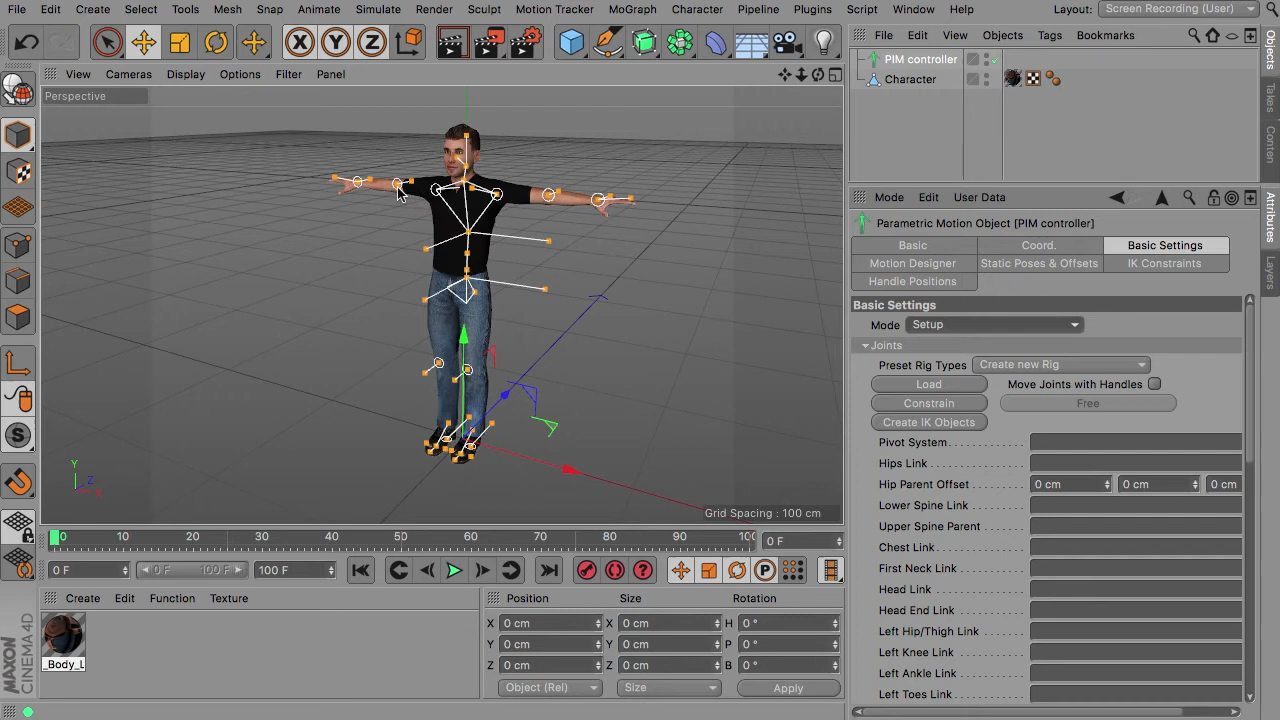 File Edit Create Select Tools Mesh Snap Animate Simulate Render Sculpt Motion Tracker MoGraph Character Pipeline Plugins Script Window Help Layout: Screen Recording (User)
X Y Z
View Cameras Display Options Filter Panel
Perspective
Y
Z
X
Grid Spacing : 100 cm
0 10 20 30 40 50 60 70 80 90 100 0 F
0 F 0 F 100 F 100 F
P
Create Edit Function Texture
_Body_L
Position Size Rotation
X 0 cm X 0 cm H 0 °
Y 0 cm Y 0 cm P 0 °
Z 0 cm Z 0 cm B 0 °
Object (Rel) Size Apply
MAXON
CINEMA 4D
S
File Edit View Objects Tags Bookmarks
PIM controller
Character
Mode Edit User Data
Parametric Motion Object [PIM controller]
Basic Coord. Basic Settings
Motion Designer Static Poses & Offsets IK Constraints
Handle Positions
Basic Settings
Mode Setup
Joints
Preset Rig Types Create new Rig
Load Move Joints with Handles
Constrain Free
Create IK Objects
Pivot System
Hips Link
Hip Parent Offset 0 cm 0 cm 0 cm
Lower Spine Link
Upper Spine Parent
Chest Link
First Neck Link
Head Link
Head End Link
Left Hip/Thigh Link
Left Knee Link
Left Ankle Link
Left Toes Link
Objects
Takes
Conten
Attributes
Layers